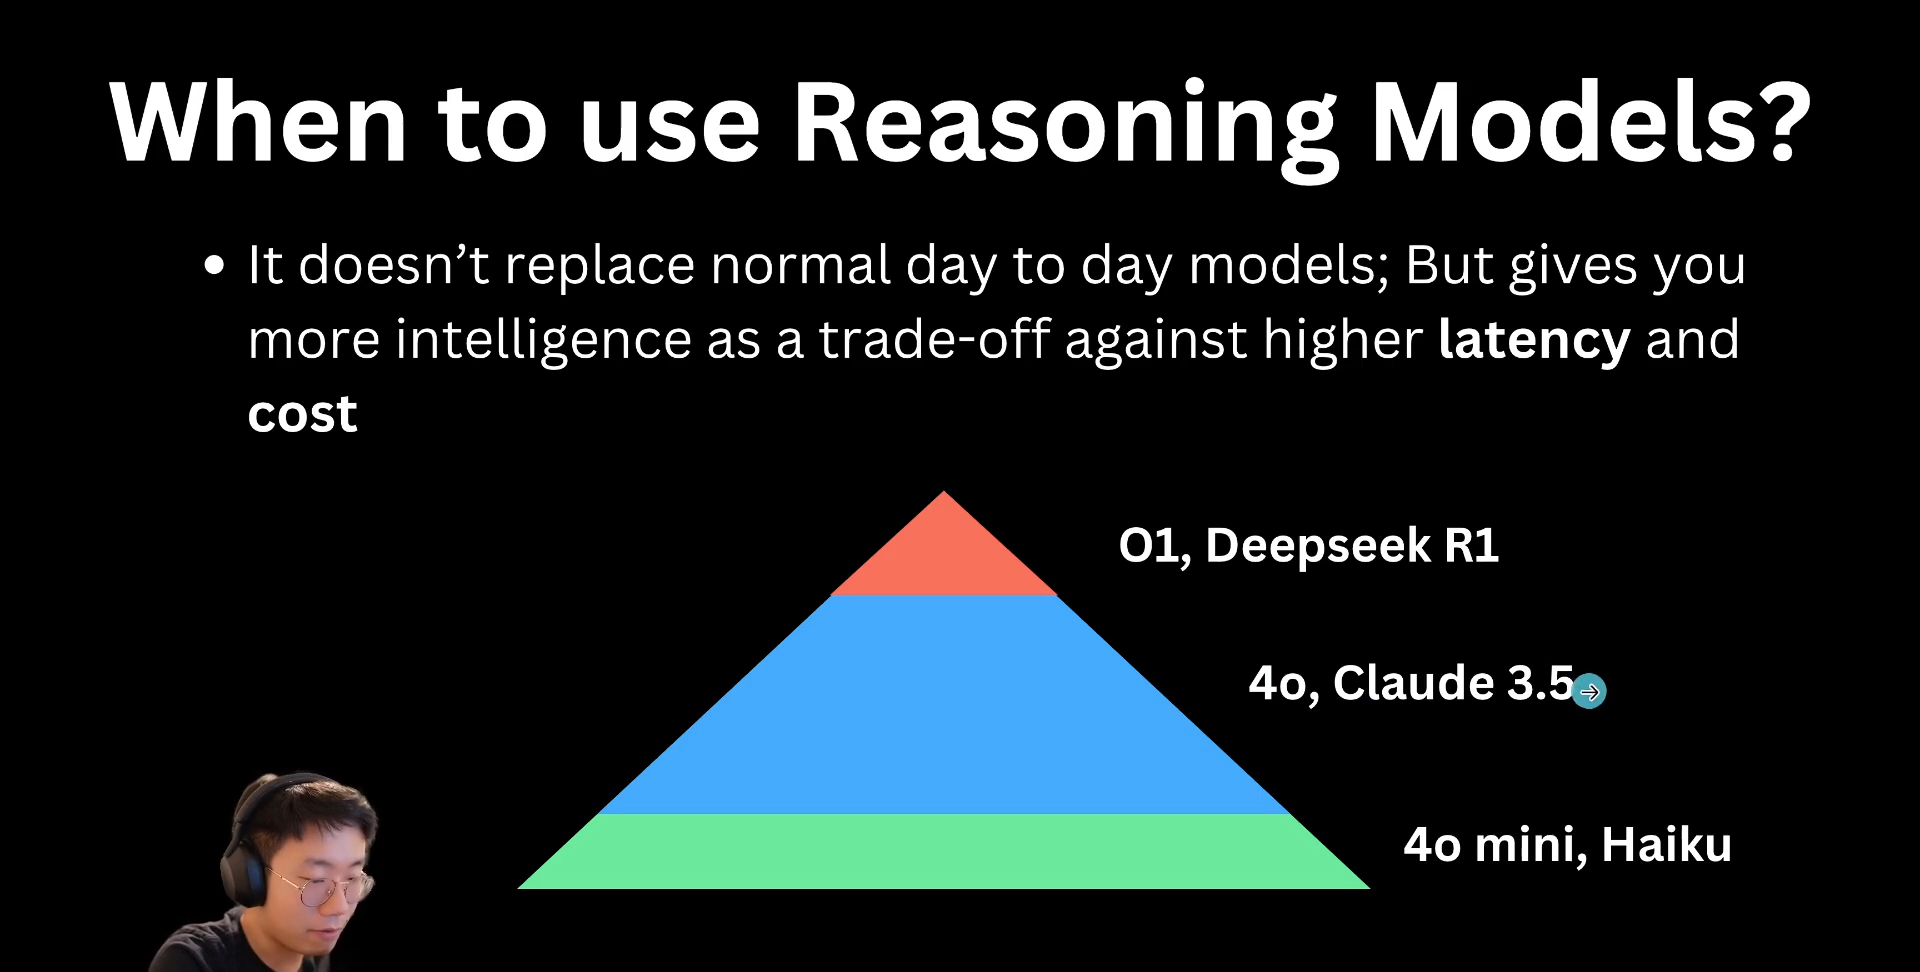 When to use Reasoning Models?
• It doesn’t replace normal day to day models; But gives you
more intelligence as a trade-off against higher latency and
cost
O1, Deepseek R1
4o, Claude 3.5
4o mini, Haiku